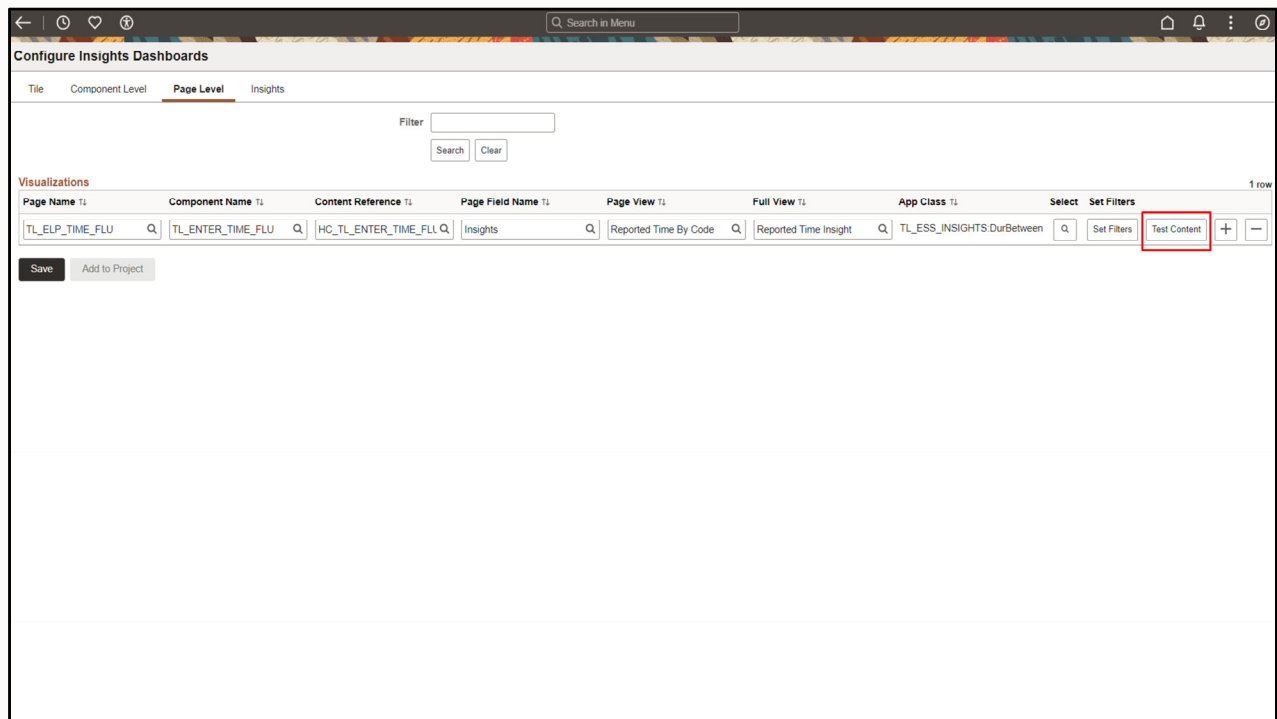 Search in Menu
Configure Insights Dashboards
Tile Component Level Page Level Insights
Filter
Search Clear
Visualizations 1 row
Page Name Component Name Content Reference Page Field Name Page View Full View App Class Select Set Filters
TL_ELP_TIME_FLU TL_ENTER_TIME_FLU HC_TL_ENTER_TIME_FLU Insights Reported Time By Code Reported Time Insight TL_ESS_INSIGHTS:DurBetween Set Filters Test Content
Save Add to Project